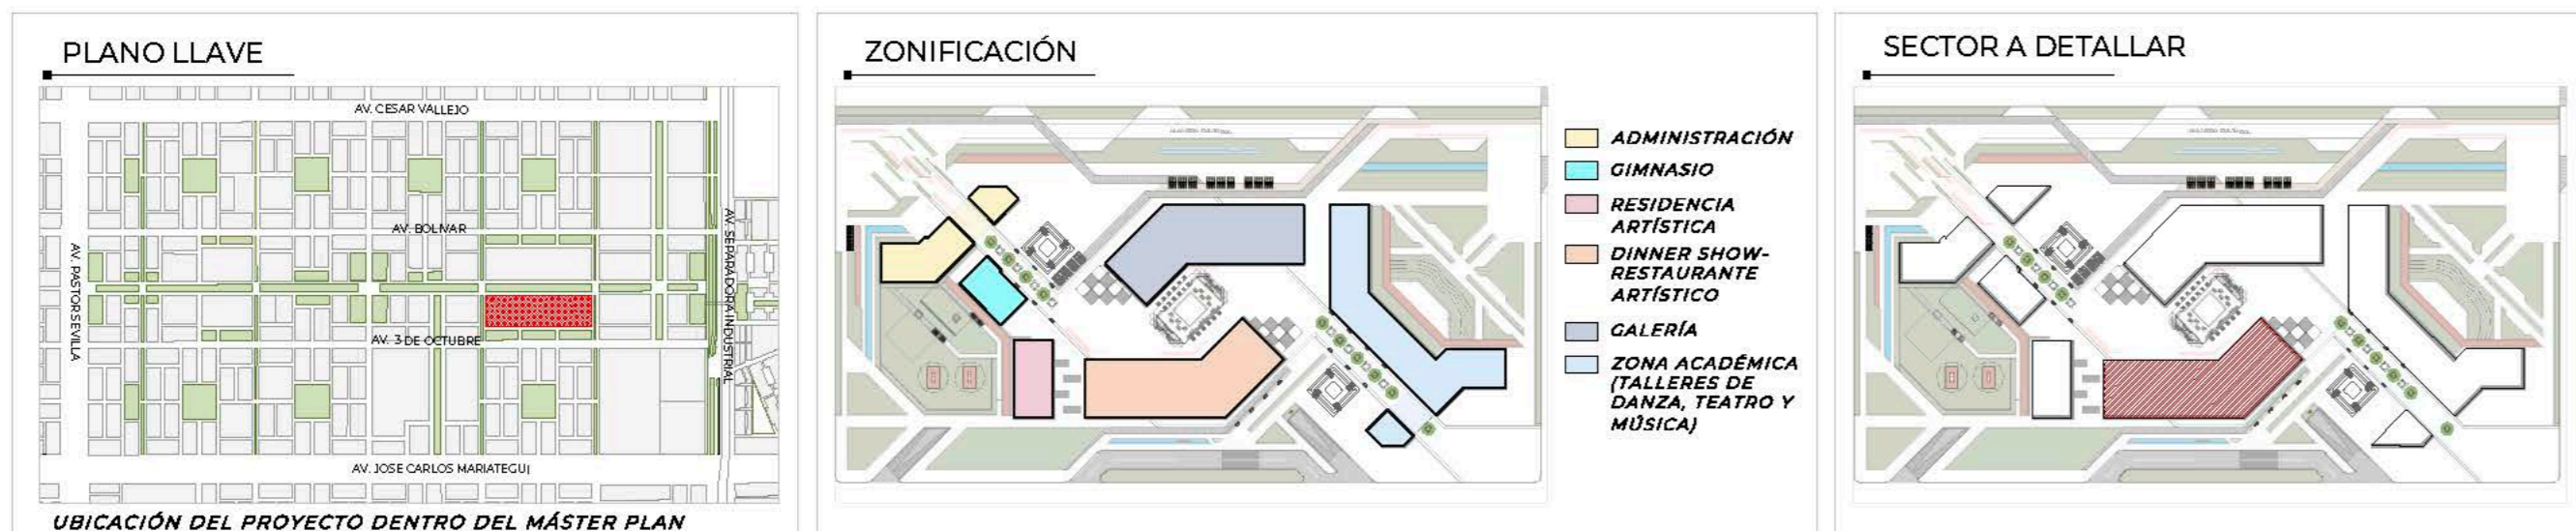 PLANO LLAVE
AV. CESAR VALLEJO
AV. BOLIVAR
AV. PASTOR SEVILLA
AV. SEPARADORA INDUSTRIAL
AV. 3 DE OCTUBRE
AV. JOSE CARLOS MARIATEGUI
UBICACIÓN DEL PROYECTO DENTRO DEL MÁSTER PLAN
ZONIFICACIÓN
ADMINISTRACIÓN
GIMNASIO
RESIDENCIA
ARTÍSTICA
DINNER SHOW-
RESTAURANTE
ARTÍSTICO
GALERÍA
ZONA ACADÉMICA
(TALLERES DE
DANZA, TEATRO Y
MÚSICA)
SECTOR A DETALLAR